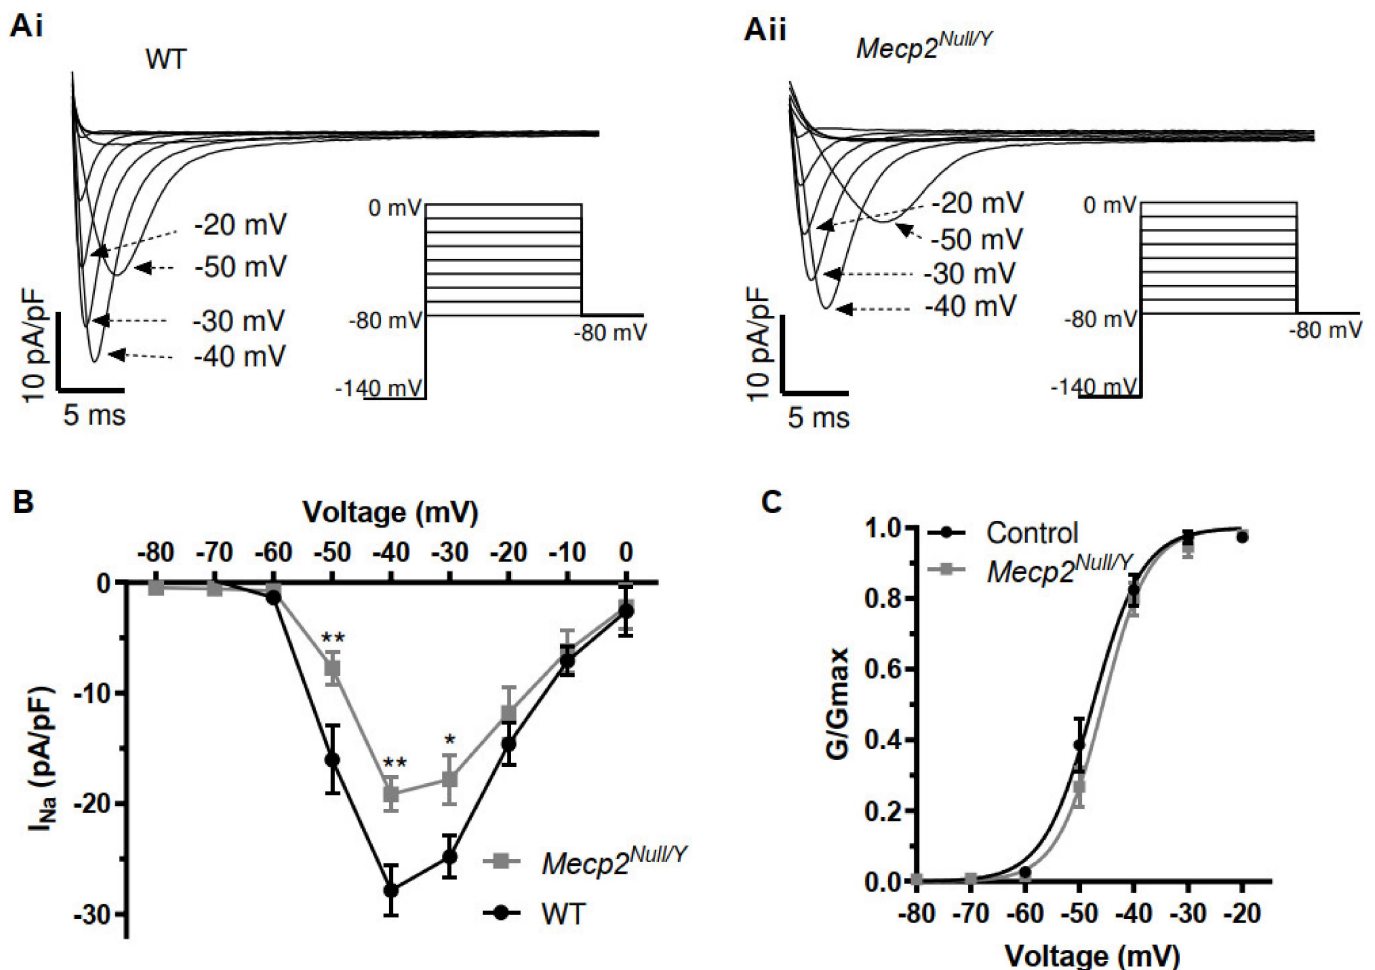 Ai
WT
-20 mV
-50 mV
-30 mV
-40 mV
10 pA/pF
5 ms
0 mV
-80 mV
-80 mV
-140 mV
Aii
Mecp2Null/Y
-20 mV
-50 mV
-30 mV
-40 mV
10 pA/pF
5 ms
0 mV
-80 mV
-80 mV
-140 mV
B
Voltage (mV)
-80 -70 -60 -50 -40 -30 -20 -10 0
0
-10
-20
-30
INa (pA/pF)
**
**
*
Mecp2Null/Y
WT
C
Control
Mecp2Null/Y
1.0
0.8
0.6
0.4
0.2
0.0
G/Gmax
-80 -70 -60 -50 -40 -30 -20
Voltage (mV)